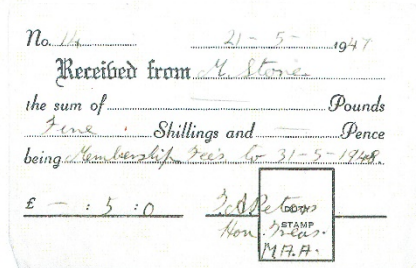 No. 14 21-5-1947
Received from M. Stone
the sum of — Pounds
Five Shillings and — Pence
being Membership Fees to 31-5-1948.
£ — : 5 : 0 Peters
DUTY
STAMP
Hon. Treas.
M.A.A.